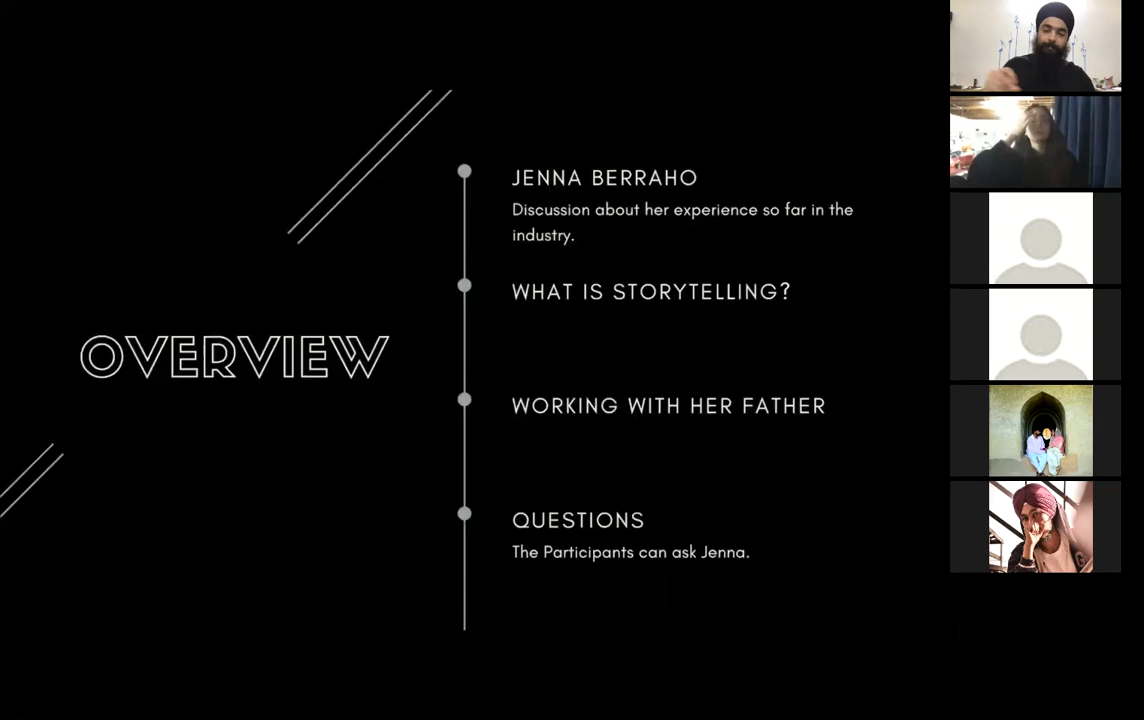 OVERVIEW
JENNA BERRAHO
Discussion about her experience so far in the
industry.
WHAT IS STORYTELLING?
WORKING WITH HER FATHER
QUESTIONS
The Participants can ask Jenna.